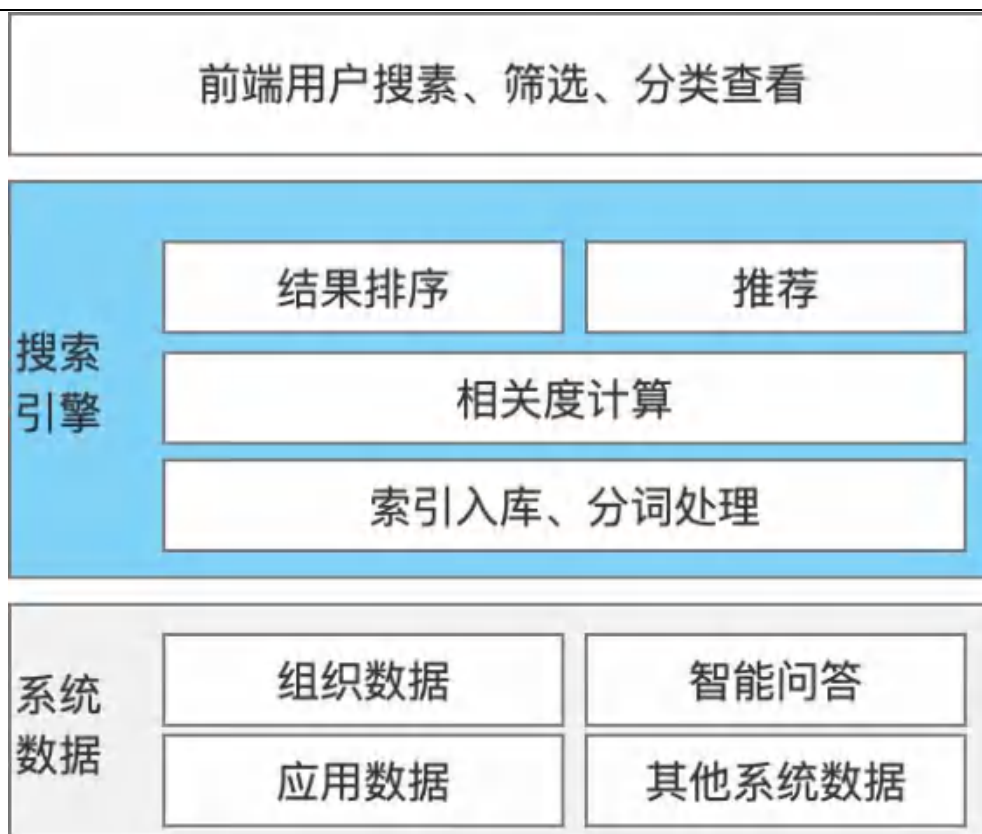 前端用户搜素、筛选、分类查看
搜索
引擎
结果排序
推荐
相关度计算
索引入库、分词处理
系统
数据
组织数据
智能问答
应用数据
其他系统数据